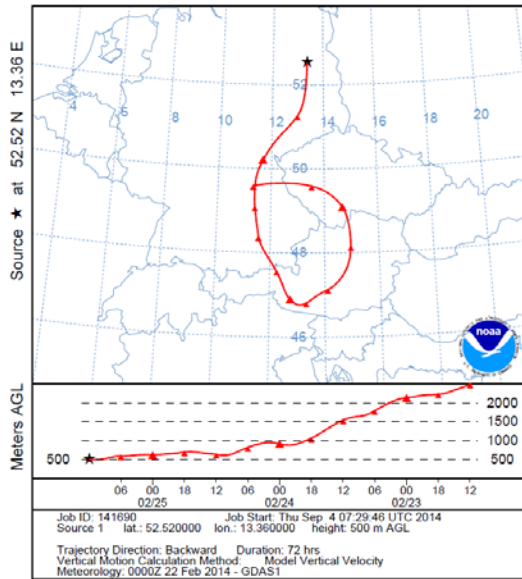 Source ★ at 52.52 N 13.36 E
4 6 8 10 12 14 16 18 20
52
50
48
46
noaa
Meters AGL
500
2000
1500
1000
500
06 00 18 12 06 00 18 12 06 00 18 12
02/25 02/24 02/23
Job ID: 141690 Job Start: Thu Sep 4 07:29:46 UTC 2014
Source 1 lat.: 52.520000 lon.: 13.360000 height: 500 m AGL
Trajectory Direction: Backward Duration: 72 hrs
Vertical Motion Calculation Method: Model Vertical Velocity
Meteorology: 0000Z 22 Feb 2014 - GDAS1